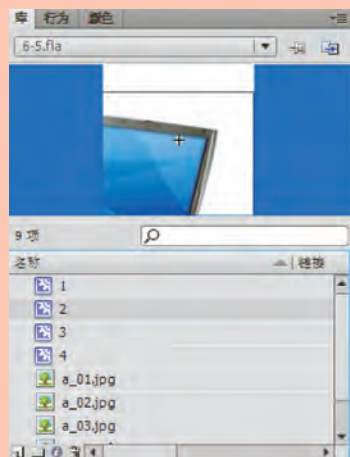 库 行为 颜色
6-5.fla
9 项
名称 链接
1
2
3
4
a_01.jpg
a_02.jpg
a_03.jpg